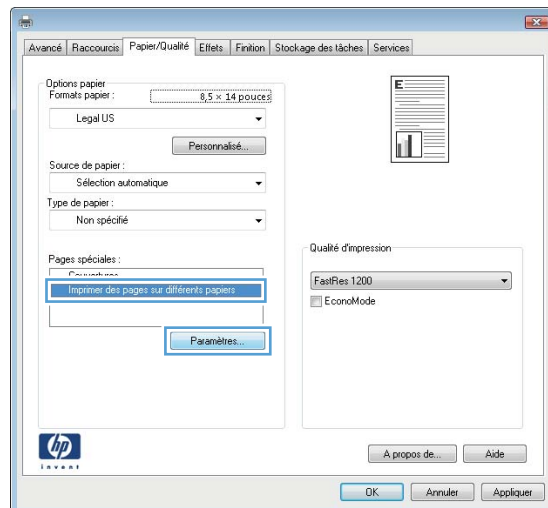 Avancé Raccourcis Papier/Qualité Effets Finition Stockage des tâches Services
Options papier
Formats papier : 8,5 × 14 pouces
Legal US
Personnalisé...
Source de papier :
Sélection automatique
Type de papier :
Non spécifié
Pages spéciales :
Couvertures
Imprimer des pages sur différents papiers
Paramètres...
E
Qualité d'impression
FastRes 1200
EconoMode
hp
invent
A propos de... Aide
OK Annuler Appliquer